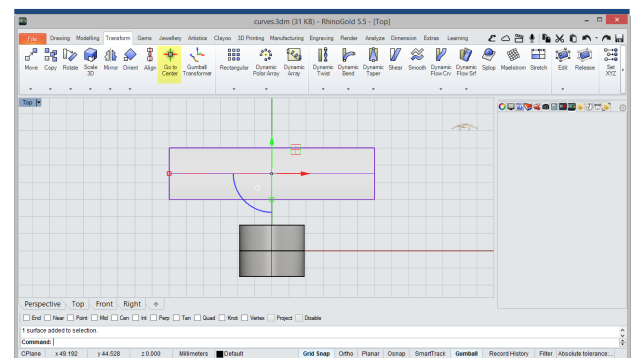 curves.3dm (31 KB) - RhinoGold 5.5 - [Top]
File Drawing Modelling Transform Gems Jewellery Artistics Clayoo 3D Printing Manufacturing Engraving Render Analyze Dimension Extras Learning
Move Copy Rotate Scale 3D Mirror Orient Align Go to Center Gumball Transformer Rectangular Dynamic Polar Array Dynamic Array Dynamic Twist Dynamic Bend Dynamic Taper Shear Smooth Dynamic Flow Crv Dynamic Flow Srf Splop Maelstrom Stretch Edit Release Set XYZ
Top
Perspective Top Front Right
End Near Point Mid Cen Int Perp Tan Quad Knot Vertex Project Disable
1 surface added to selection.
Command:
CPlane x 49.192 y 44.528 z 0.000 Millimeters Default Grid Snap Ortho Planar Osnap SmartTrack Gumball Record History Filter Absolute tolerance:...